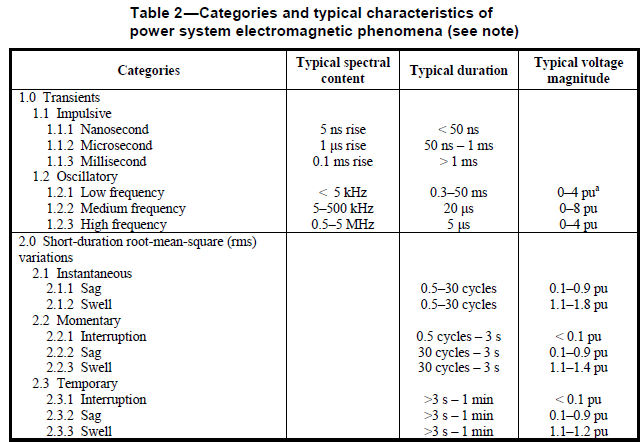 Table 2—Categories and typical characteristics of
power system electromagnetic phenomena (see note)
Categories Typical spectral content Typical duration Typical voltage magnitude
1.0 Transients
1.1 Impulsive
1.1.1 Nanosecond 5 ns rise < 50 ns
1.1.2 Microsecond 1 μs rise 50 ns – 1 ms
1.1.3 Millisecond 0.1 ms rise > 1 ms
1.2 Oscillatory
1.2.1 Low frequency < 5 kHz 0.3–50 ms 0–4 puᵃ
1.2.2 Medium frequency 5–500 kHz 20 μs 0–8 pu
1.2.3 High frequency 0.5–5 MHz 5 μs 0–4 pu
2.0 Short-duration root-mean-square (rms)
variations
2.1 Instantaneous
2.1.1 Sag 0.5–30 cycles 0.1–0.9 pu
2.1.2 Swell 0.5–30 cycles 1.1–1.8 pu
2.2 Momentary
2.2.1 Interruption 0.5 cycles – 3 s < 0.1 pu
2.2.2 Sag 30 cycles – 3 s 0.1–0.9 pu
2.2.3 Swell 30 cycles – 3 s 1.1–1.4 pu
2.3 Temporary
2.3.1 Interruption >3 s – 1 min < 0.1 pu
2.3.2 Sag >3 s – 1 min 0.1–0.9 pu
2.3.3 Swell >3 s – 1 min 1.1–1.2 pu